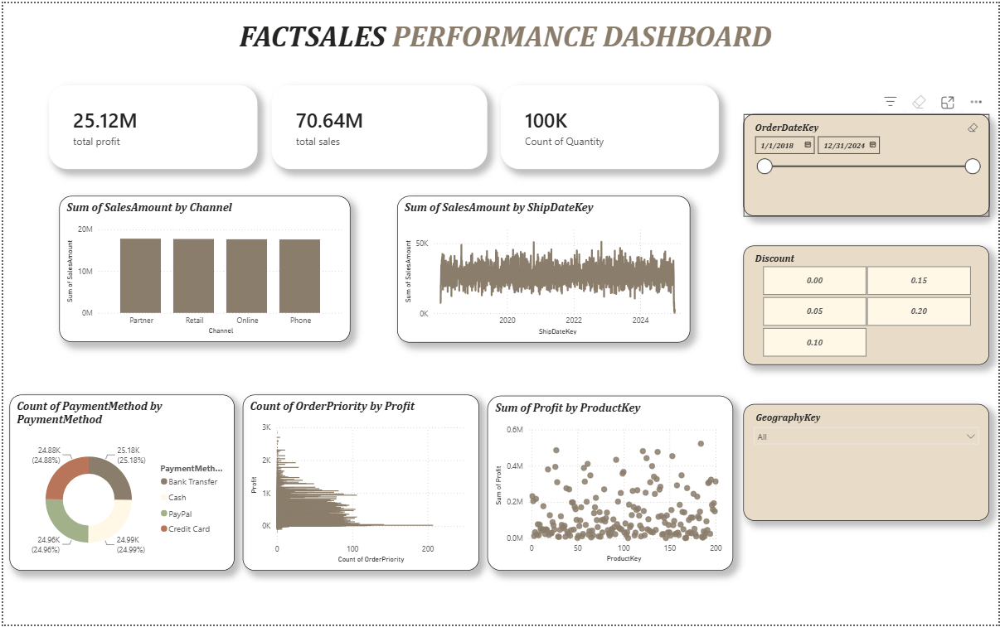 FACTSALES PERFORMANCE DASHBOARD
25.12M
total profit
70.64M
total sales
100K
Count of Quantity
OrderDateKey
1/1/2018
12/31/2024
Sum of SalesAmount by Channel
Sum of SalesAmount
20M
10M
0M
Partner
Retail
Online
Phone
Channel
Sum of SalesAmount by ShipDateKey
Sum of SalesAmount
50K
0K
2020
2022
2024
ShipDateKey
Discount
0.00
0.15
0.05
0.20
0.10
Count of PaymentMethod by
PaymentMethod
24.88K
(24.88%)
25.18K
(25.18%)
24.96K
(24.96%)
24.99K
(24.99%)
PaymentMeth...
Bank Transfer
Cash
PayPal
Credit Card
Count of OrderPriority by Profit
Profit
3K
2K
1K
0K
0
100
200
Count of OrderPriority
Sum of Profit by ProductKey
Sum of Profit
0.6M
0.4M
0.2M
0.0M
0
50
100
150
200
ProductKey
GeographyKey
All